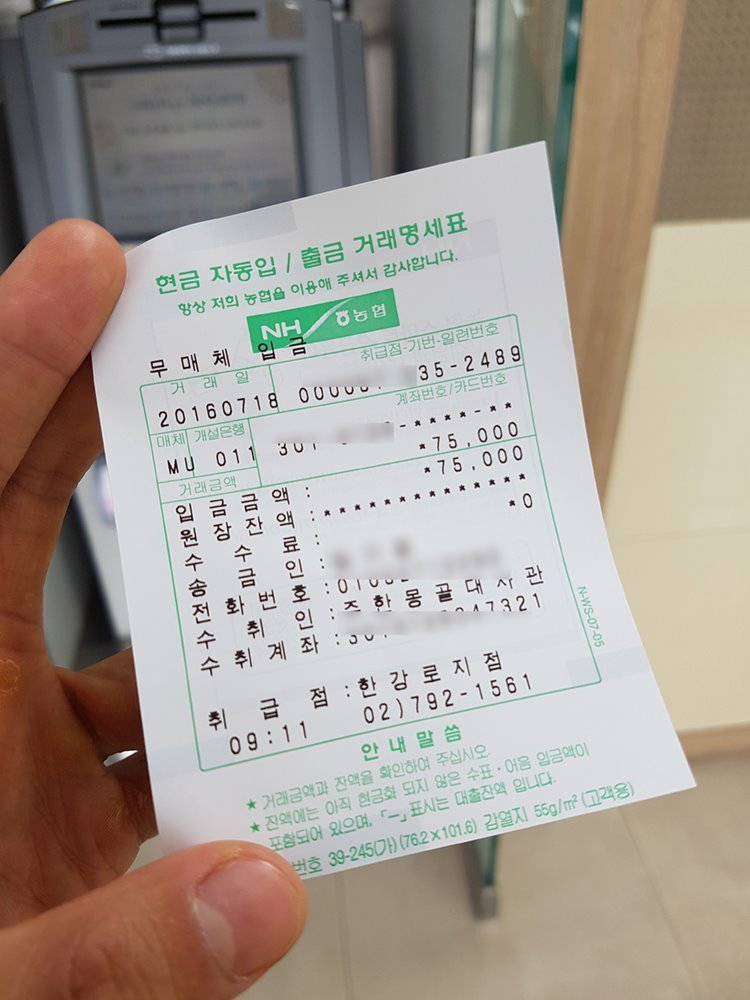 현금 자동입 / 출금 거래명세표
항상 저희 농협을 이용해 주셔서 감사합니다.
NH 농협
무매체 입금
거래일 취급점-기번-일련번호
20160718 35-2489
매체 개설은행 계좌번호/카드번호
MU 011 301 *-*****-**
거래금액 *75,000
입금금액: *75,000
원장잔액: *************
수수료: *0
송금인:
전화번호:
수취인:주한몽골대사관
수취계좌: 47321
취급점:한강로지점
09:11 02)792-1561
안내말씀
★ 거래금액과 잔액을 확인하여 주십시오.
★ 잔액에는 아직 현금화 되지 않은 수표·어음 입금액이
포함되어 있으며, 「-」표시는 대출잔액 입니다.
번호 39-245(가)(76.2×101.6) 감열지 55g/㎡ (고객용)
N-WS-07-05